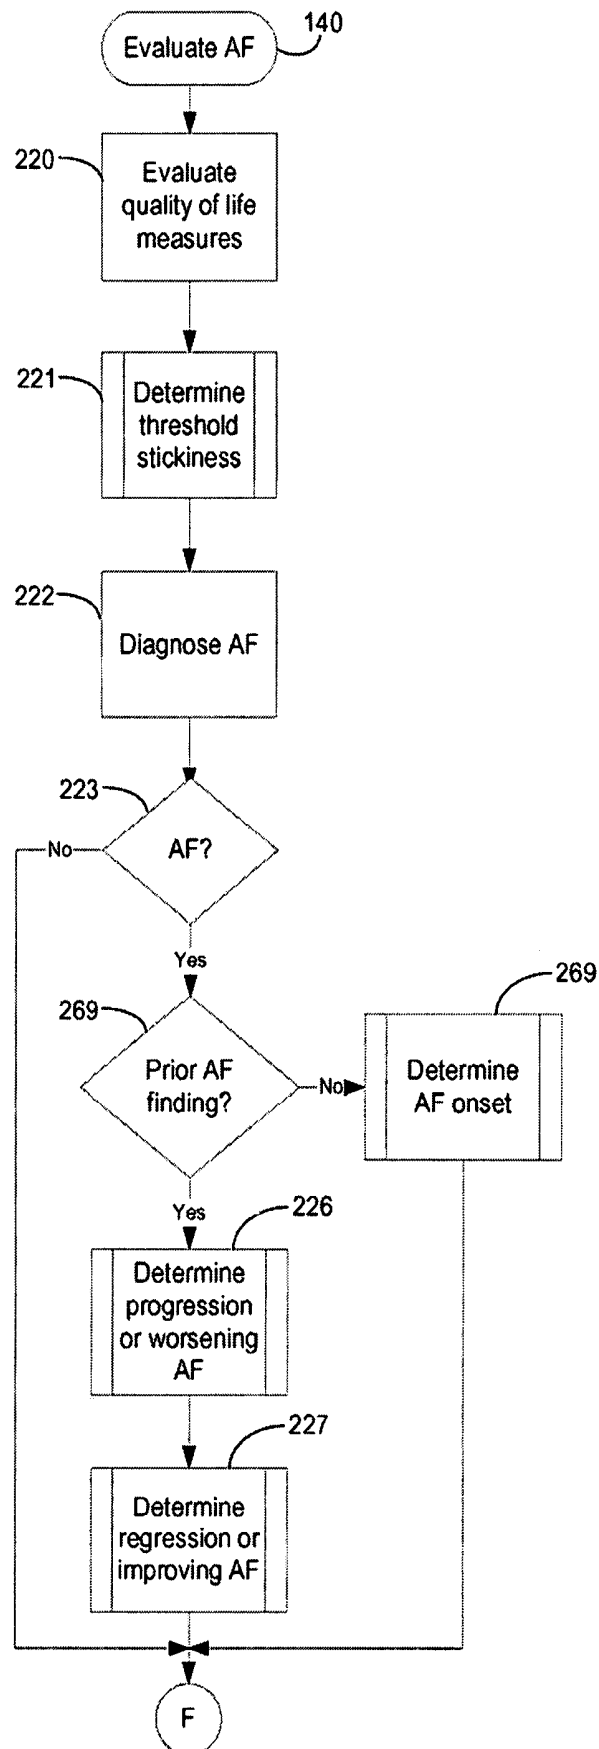 Evaluate AF
140
220
Evaluate
quality of life
measures
221
Determine
threshold
stickiness
222
Diagnose AF
223
AF?
No
Yes
269
Prior AF
finding?
No
269
Determine
AF onset
Yes
226
Determine
progression
or worsening
AF
227
Determine
regression or
improving AF
F